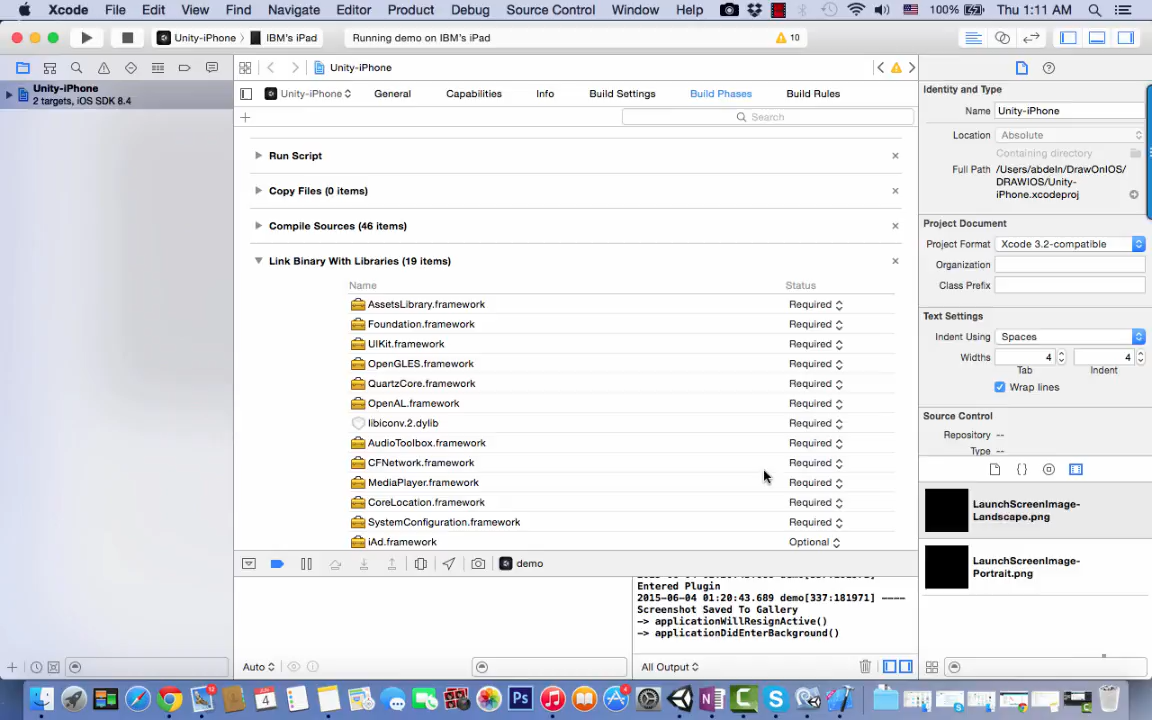 Xcode File Edit View Find Navigate Editor Product Debug Source Control Window Help 100% Thu 1:11 AM
Unity-iPhone IBM's iPad Running demo on IBM's iPad 10
Unity-iPhone
2 targets, iOS SDK 8.4
Unity-iPhone
Unity-iPhone General Capabilities Info Build Settings Build Phases Build Rules
Search
Run Script
Copy Files (0 items)
Compile Sources (46 items)
Link Binary With Libraries (19 items)
Name Status
AssetsLibrary.framework Required
Foundation.framework Required
UIKit.framework Required
OpenGLES.framework Required
QuartzCore.framework Required
OpenAL.framework Required
libiconv.2.dylib Required
AudioToolbox.framework Required
CFNetwork.framework Required
MediaPlayer.framework Required
CoreLocation.framework Required
SystemConfiguration.framework Required
iAd.framework Optional
demo
Entered Plugin
2015-06-04 01:20:43.689 demo[337:181971] ----
Screenshot Saved To Gallery
-> applicationWillResignActive()
-> applicationDidEnterBackground()
Auto
All Output
Identity and Type
Name Unity-iPhone
Location Absolute
Containing directory
Full Path /Users/abdeln/DrawOnIOS/
DRAWIOS/Unity-
iPhone.xcodeproj
Project Document
Project Format Xcode 3.2-compatible
Organization
Class Prefix
Text Settings
Indent Using Spaces
Widths 4 4
Tab Indent
Wrap lines
Source Control
Repository --
Type --
LaunchScreenImage-
Landscape.png
LaunchScreenImage-
Portrait.png